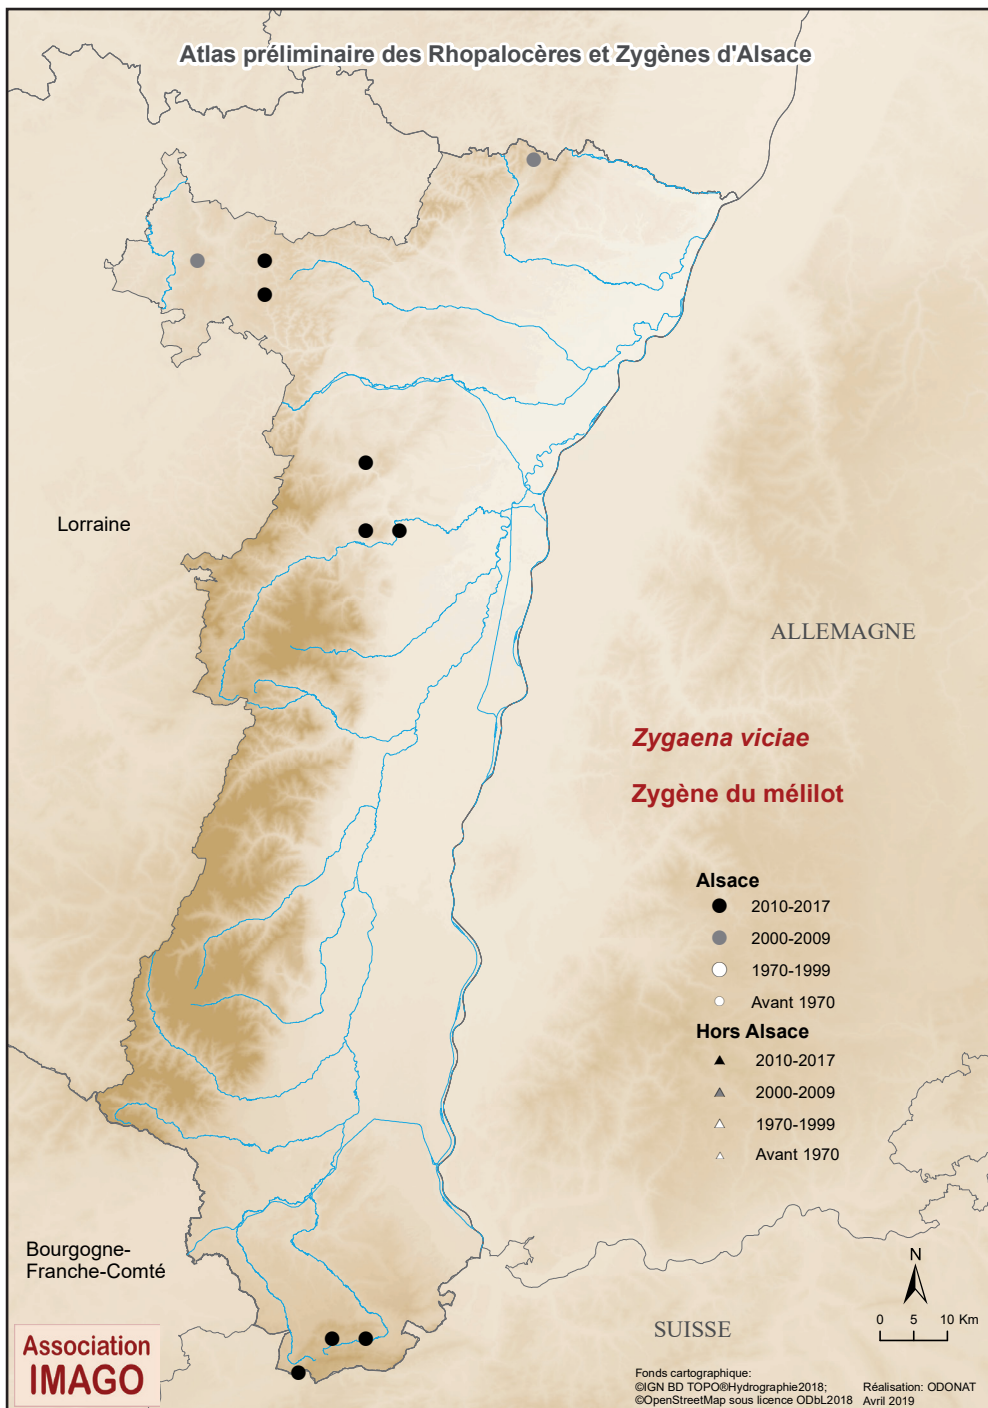 Atlas préliminaire des Rhopalocères et Zygènes d'Alsace
Lorraine
ALLEMAGNE
Zygaena viciae
Zygène du mélilot
Alsace
2010-2017
2000-2009
1970-1999
Avant 1970
Hors Alsace
2010-2017
2000-2009
1970-1999
Avant 1970
Bourgogne-
Franche-Comté
N
0 5 10 Km
SUISSE
Association
IMAGO
Fonds cartographique:
©IGN BD TOPO®Hydrographie2018;
©OpenStreetMap sous licence ODbL2018
Réalisation: ODONAT
Avril 2019